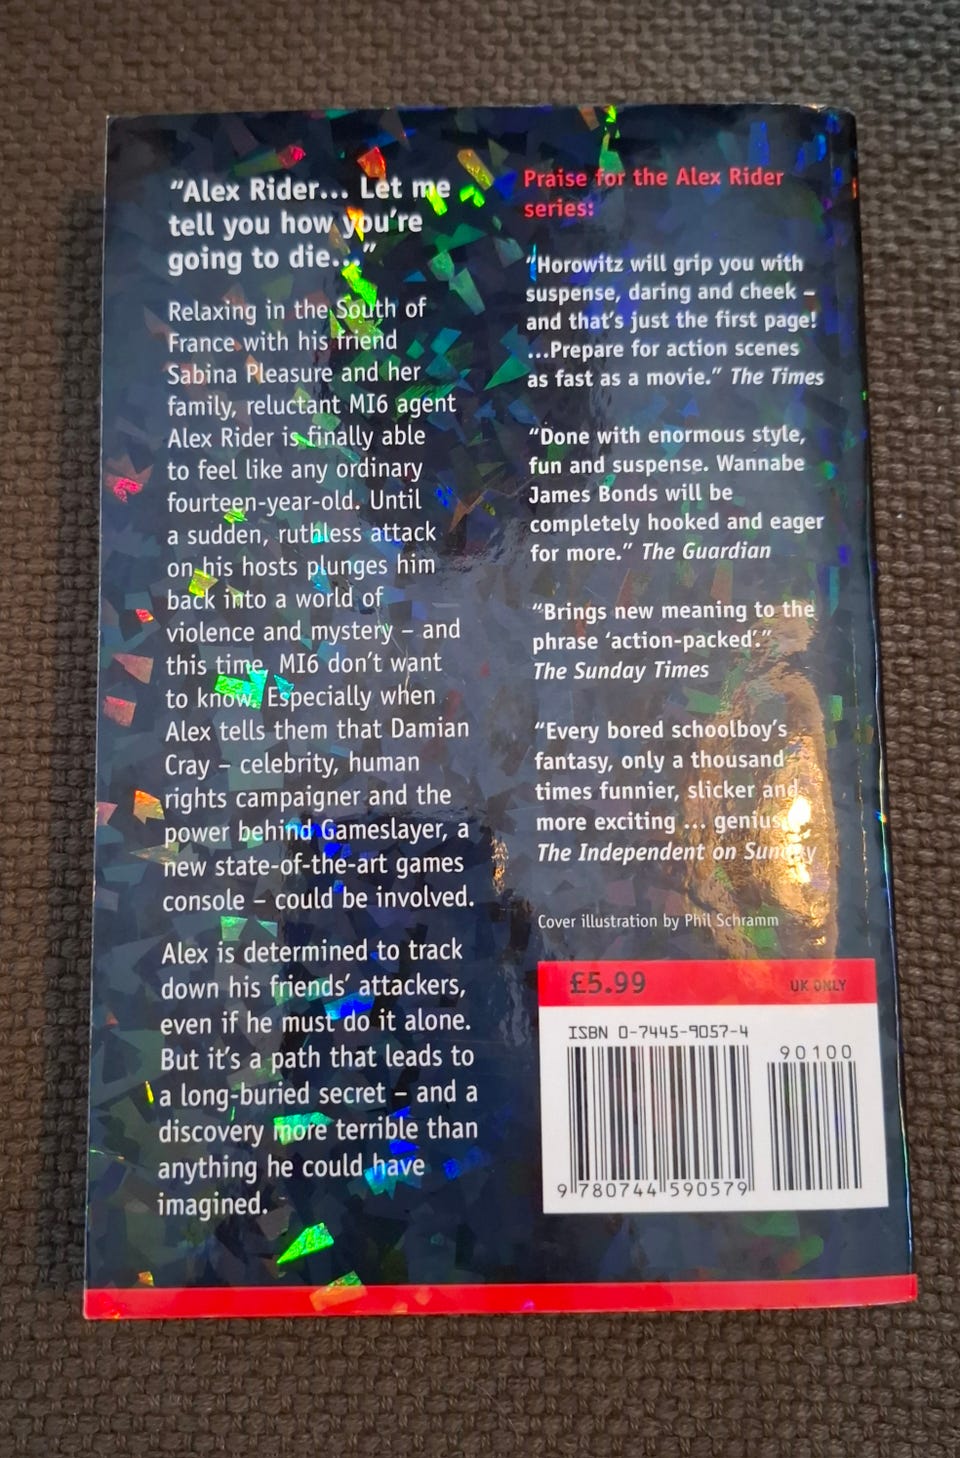 “Alex Rider... Let me
tell you how you’re
going to die...”
Relaxing in the South of
France with his friend
Sabina Pleasure and her
family, reluctant MI6 agent
Alex Rider is finally able
to feel like any ordinary
fourteen-year-old. Until
a sudden, ruthless attack
on his hosts plunges him
back into a world of
violence and mystery – and
this time, MI6 don’t want
to know. Especially when
Alex tells them that Damian
Cray – celebrity, human
rights campaigner and the
power behind Gameslayer, a
new state-of-the-art games
console – could be involved.
Alex is determined to track
down his friends’ attackers,
even if he must do it alone.
But it’s a path that leads to
a long-buried secret – and a
discovery more terrible than
anything he could have
imagined.
Praise for the Alex Rider
series:
“Horowitz will grip you with
suspense, daring and cheek –
and that’s just the first page!
...Prepare for action scenes
as fast as a movie.” The Times
“Done with enormous style,
fun and suspense. Wannabe
James Bonds will be
completely hooked and eager
for more.” The Guardian
“Brings new meaning to the
phrase ‘action-packed’.”
The Sunday Times
“Every bored schoolboy’s
fantasy, only a thousand
times funnier, slicker and
more exciting ... genius
The Independent on Sunday
Cover illustration by Phil Schramm
£5.99 UK ONLY
ISBN 0-7445-9057-4
90100
9 780744 590579